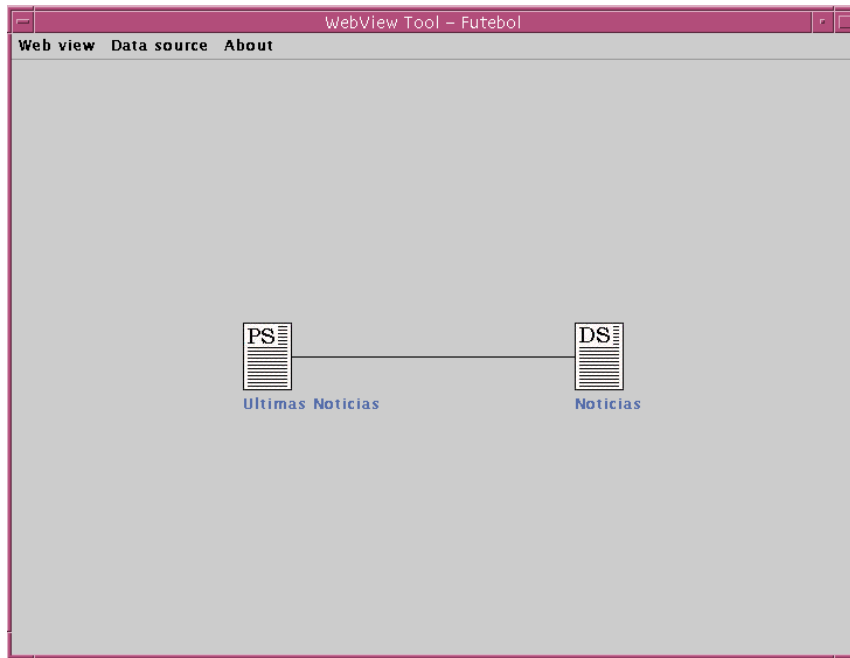 WebView Tool – Futebol
Web view Data source About
PS DS
Ultimas Noticias Noticias